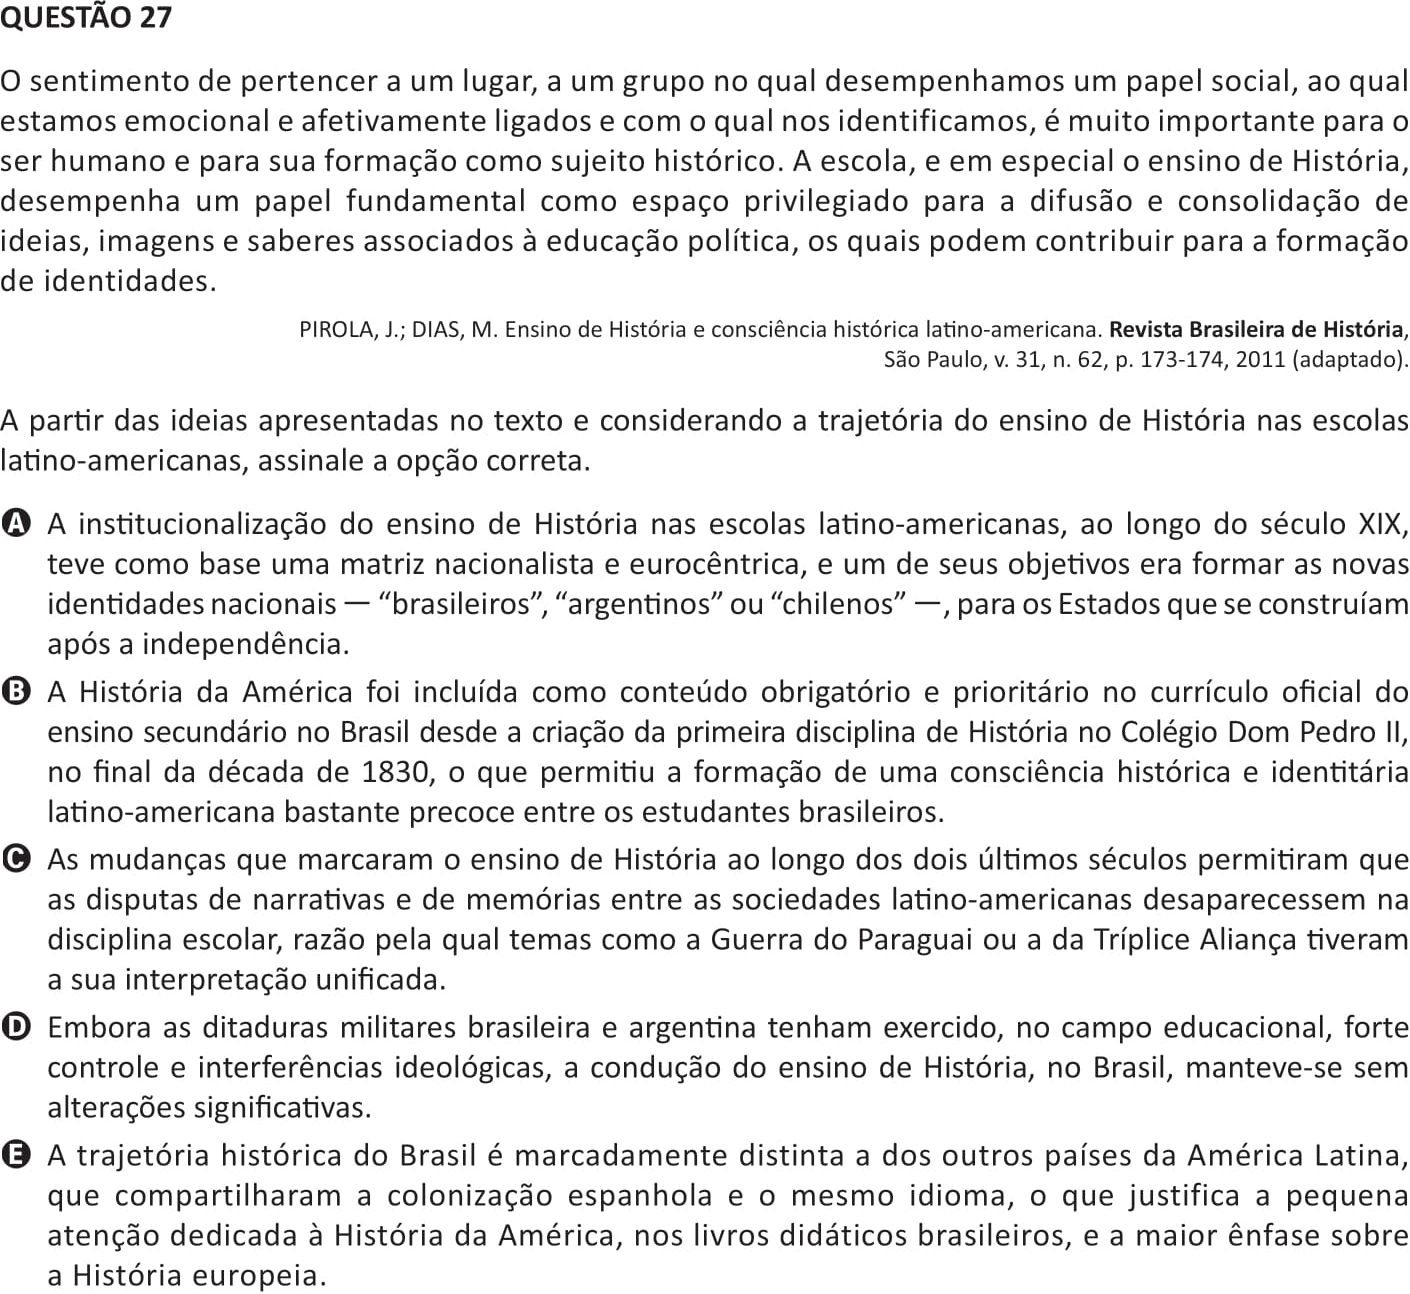 QUESTÃO 27
O sentimento de pertencer a um lugar, a um grupo no qual desempenhamos um papel social, ao qual
estamos emocional e afetivamente ligados e com o qual nos identificamos, é muito importante para o
ser humano e para sua formação como sujeito histórico. A escola, e em especial o ensino de História,
desempenha um papel fundamental como espaço privilegiado para a difusão e consolidação de
ideias, imagens e saberes associados à educação política, os quais podem contribuir para a formação
de identidades.
PIROLA, J.; DIAS, M. Ensino de História e consciência histórica latino-americana. Revista Brasileira de História,
São Paulo, v. 31, n. 62, p. 173-174, 2011 (adaptado).
A partir das ideias apresentadas no texto e considerando a trajetória do ensino de História nas escolas
latino-americanas, assinale a opção correta.
A A institucionalização do ensino de História nas escolas latino-americanas, ao longo do século XIX,
teve como base uma matriz nacionalista e eurocêntrica, e um de seus objetivos era formar as novas
identidades nacionais — “brasileiros”, “argentinos” ou “chilenos” —, para os Estados que se construíam
após a independência.
B A História da América foi incluída como conteúdo obrigatório e prioritário no currículo oficial do
ensino secundário no Brasil desde a criação da primeira disciplina de História no Colégio Dom Pedro II,
no final da década de 1830, o que permitiu a formação de uma consciência histórica e identitária
latino-americana bastante precoce entre os estudantes brasileiros.
C As mudanças que marcaram o ensino de História ao longo dos dois últimos séculos permitiram que
as disputas de narrativas e de memórias entre as sociedades latino-americanas desaparecessem na
disciplina escolar, razão pela qual temas como a Guerra do Paraguai ou a da Tríplice Aliança tiveram
a sua interpretação unificada.
D Embora as ditaduras militares brasileira e argentina tenham exercido, no campo educacional, forte
controle e interferências ideológicas, a condução do ensino de História, no Brasil, manteve-se sem
alterações significativas.
E A trajetória histórica do Brasil é marcadamente distinta a dos outros países da América Latina,
que compartilharam a colonização espanhola e o mesmo idioma, o que justifica a pequena
atenção dedicada à História da América, nos livros didáticos brasileiros, e a maior ênfase sobre
a História europeia.